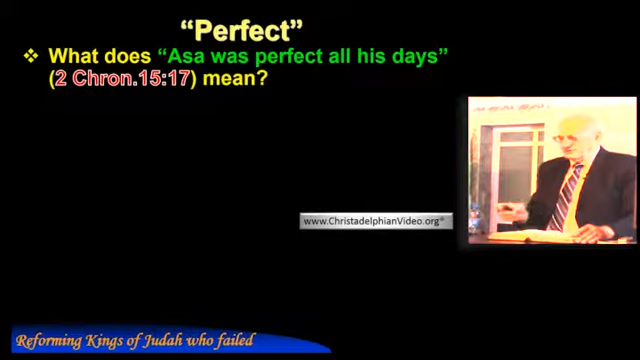 “Perfect”
❖ What does “Asa was perfect all his days”
(2 Chron.15:17) mean?
www.ChristadelphianVideo.org
Reforming Kings of Judah who failed